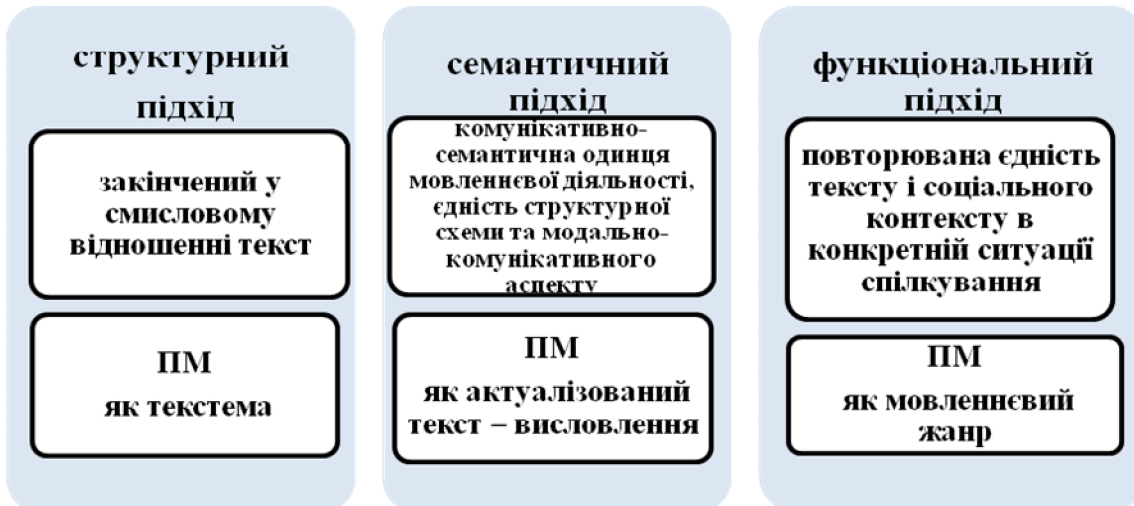 структурний
підхід
закінчений у
смисловому
відношенні текст
ПМ
як текстема
семантичний
підхід
комунікативно-
семантична одинця
мовленнєвої діяльності,
єдність структурної
схеми та модально-
комунікативного
аспекту
ПМ
як актуалізований
текст – висловлення
функціональний
підхід
повторювана єдність
тексту і соціального
контексту в
конкретній ситуації
спілкування
ПМ
як мовленнєвий
жанр